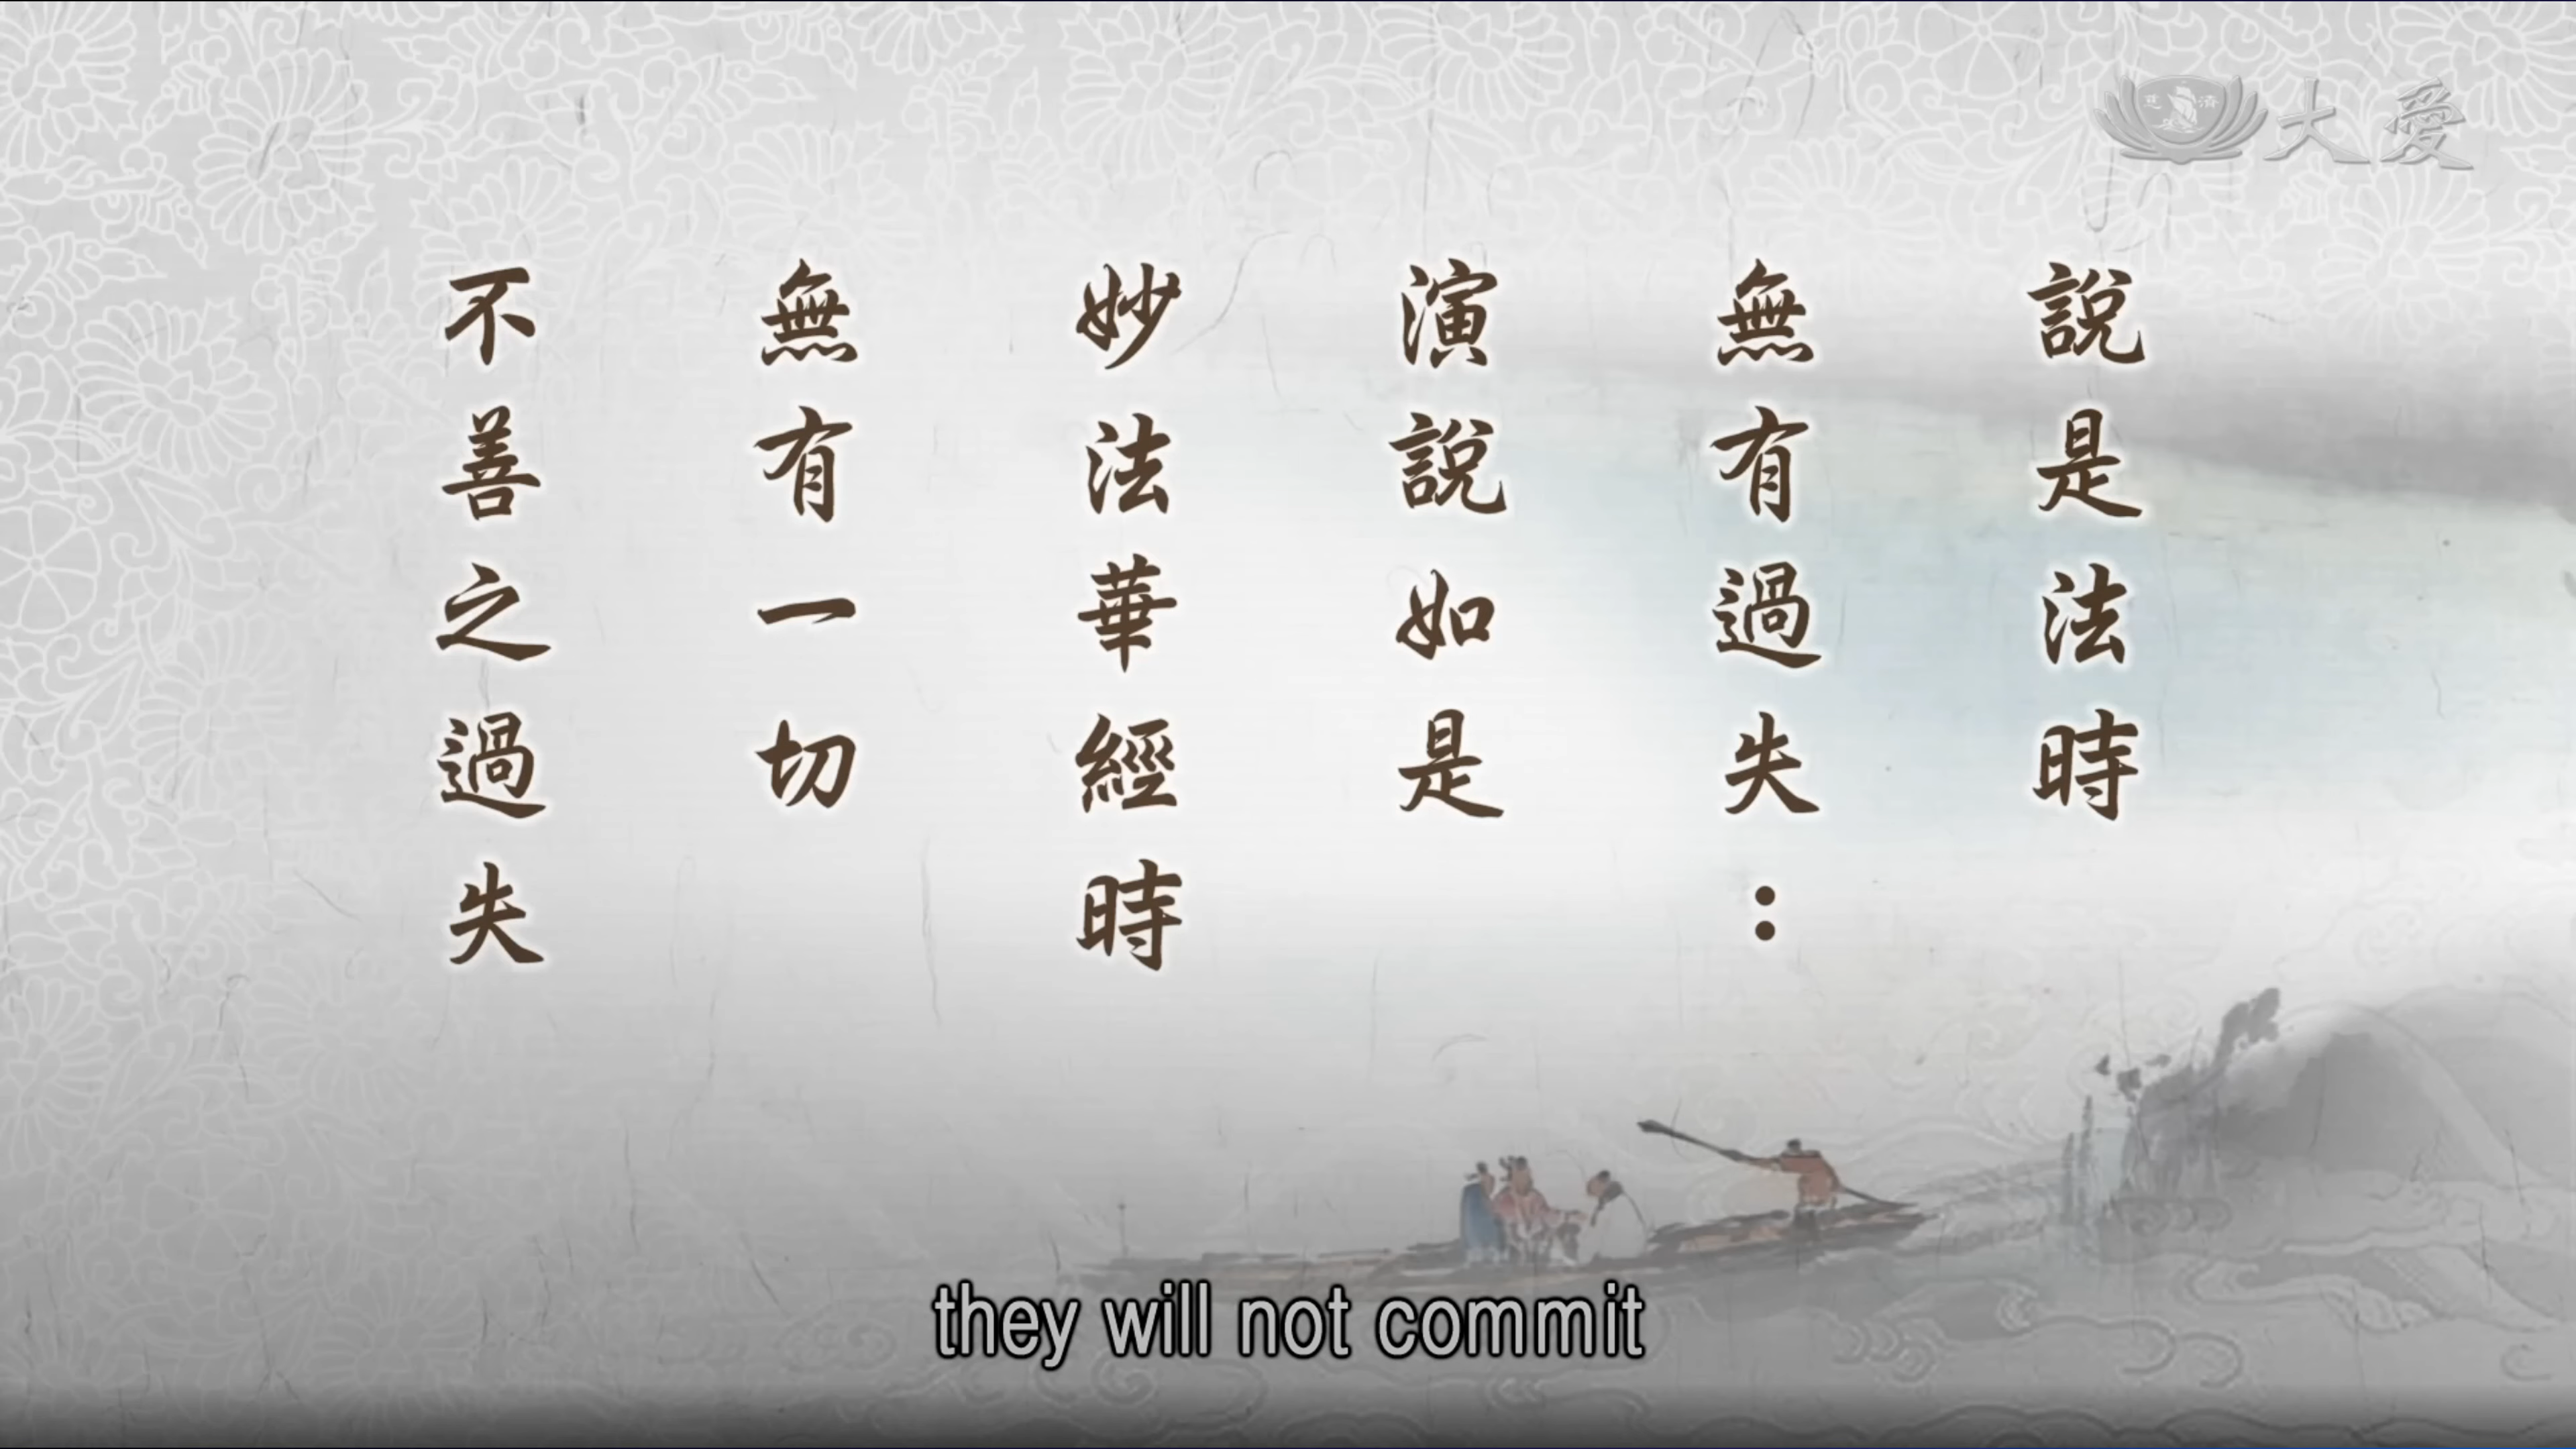 大愛
說是法時
無有過失：
演說如是
妙法華經時
無有一切
不善之過失
they will not commit